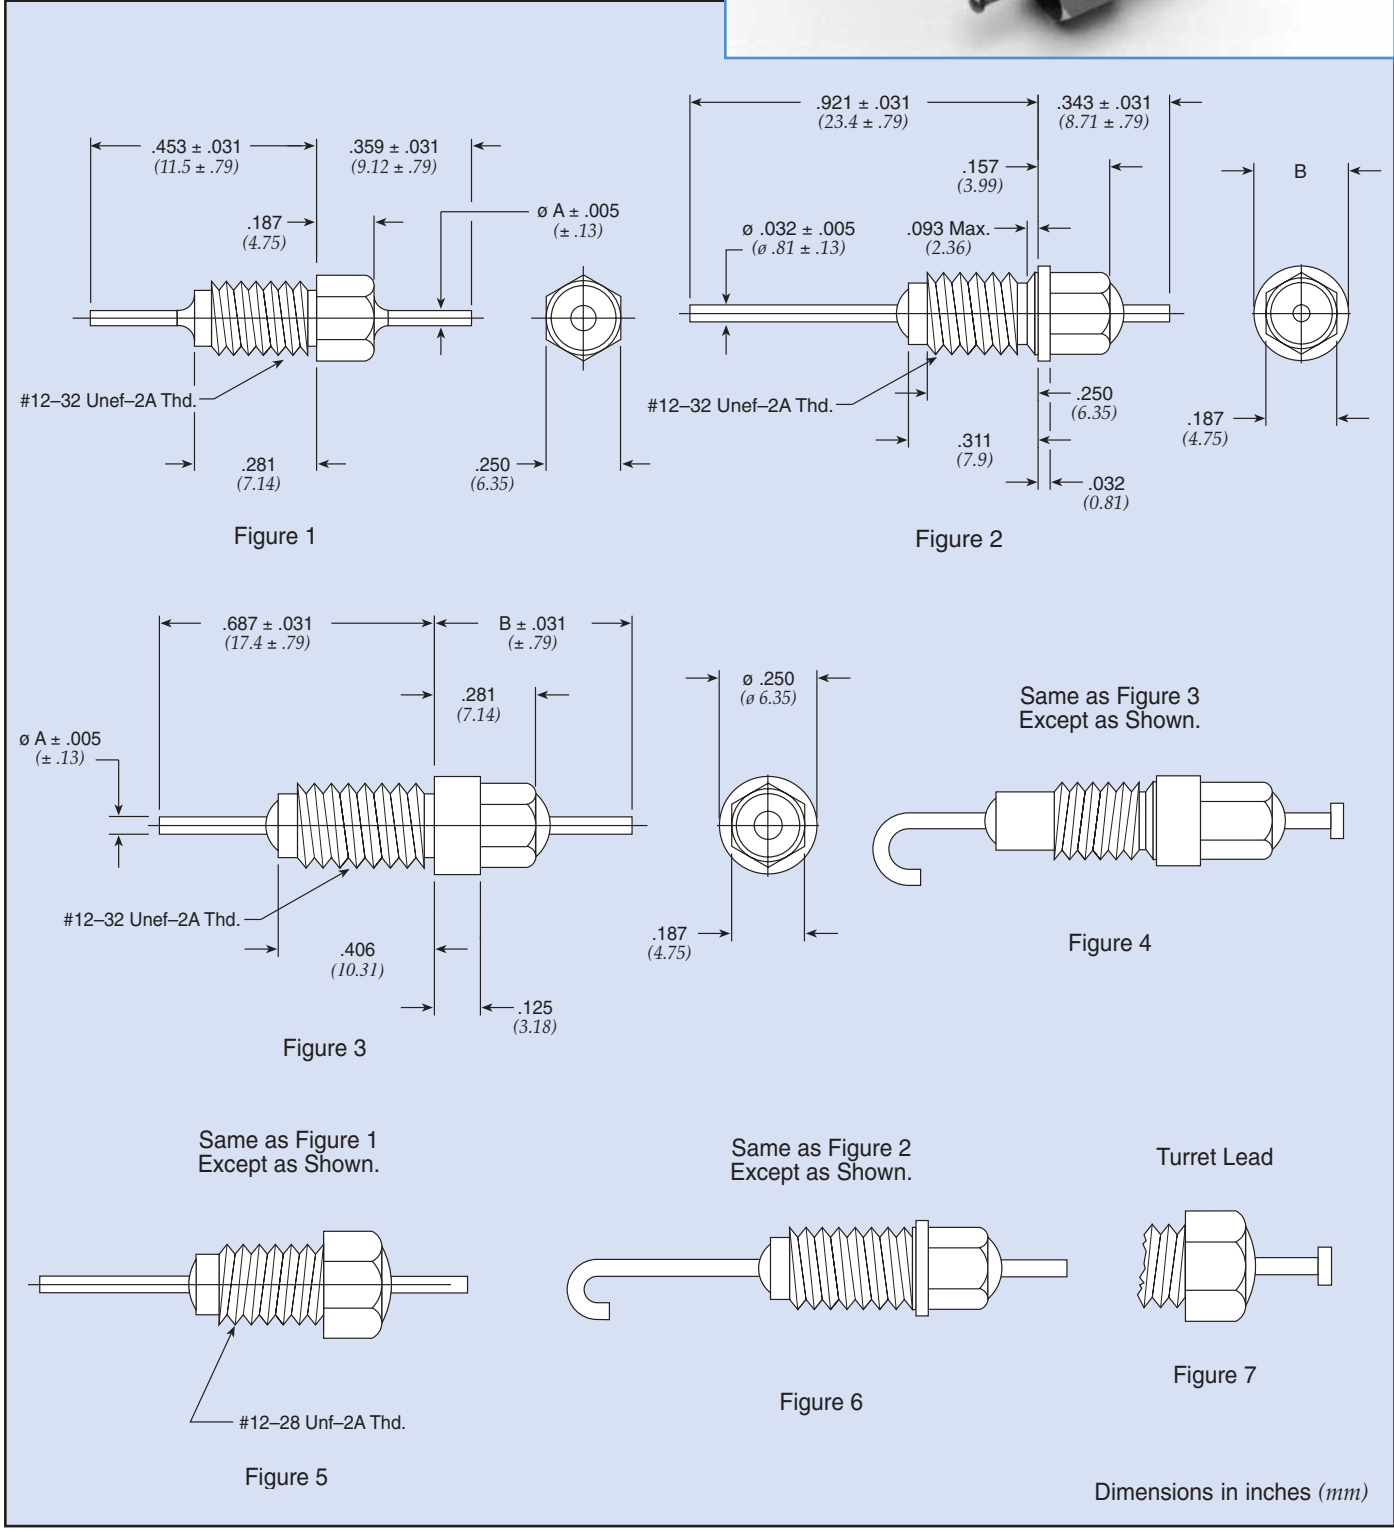 .453 ± .031
(11.5 ± .79)
.359 ± .031
(9.12 ± .79)
.187
(4.75)
ø A ± .005
(± .13)
#12–32 Unef–2A Thd.
.281
(7.14)
.250
(6.35)
Figure 1
.921 ± .031
(23.4 ± .79)
.343 ± .031
(8.71 ± .79)
.157
(3.99)
B
ø .032 ± .005
(ø .81 ± .13)
.093 Max.
(2.36)
#12–32 Unef–2A Thd.
.250
(6.35)
.311
(7.9)
.187
(4.75)
.032
(0.81)
Figure 2
.687 ± .031
(17.4 ± .79)
B ± .031
(± .79)
.281
(7.14)
ø A ± .005
(± .13)
ø .250
(ø 6.35)
#12–32 Unef–2A Thd.
.406
(10.31)
.187
(4.75)
.125
(3.18)
Figure 3
Same as Figure 3
Except as Shown.
Figure 4
Same as Figure 1
Except as Shown.
#12–28 Unf–2A Thd.
Figure 5
Same as Figure 2
Except as Shown.
Figure 6
Turret Lead
Figure 7
Dimensions in inches (mm)